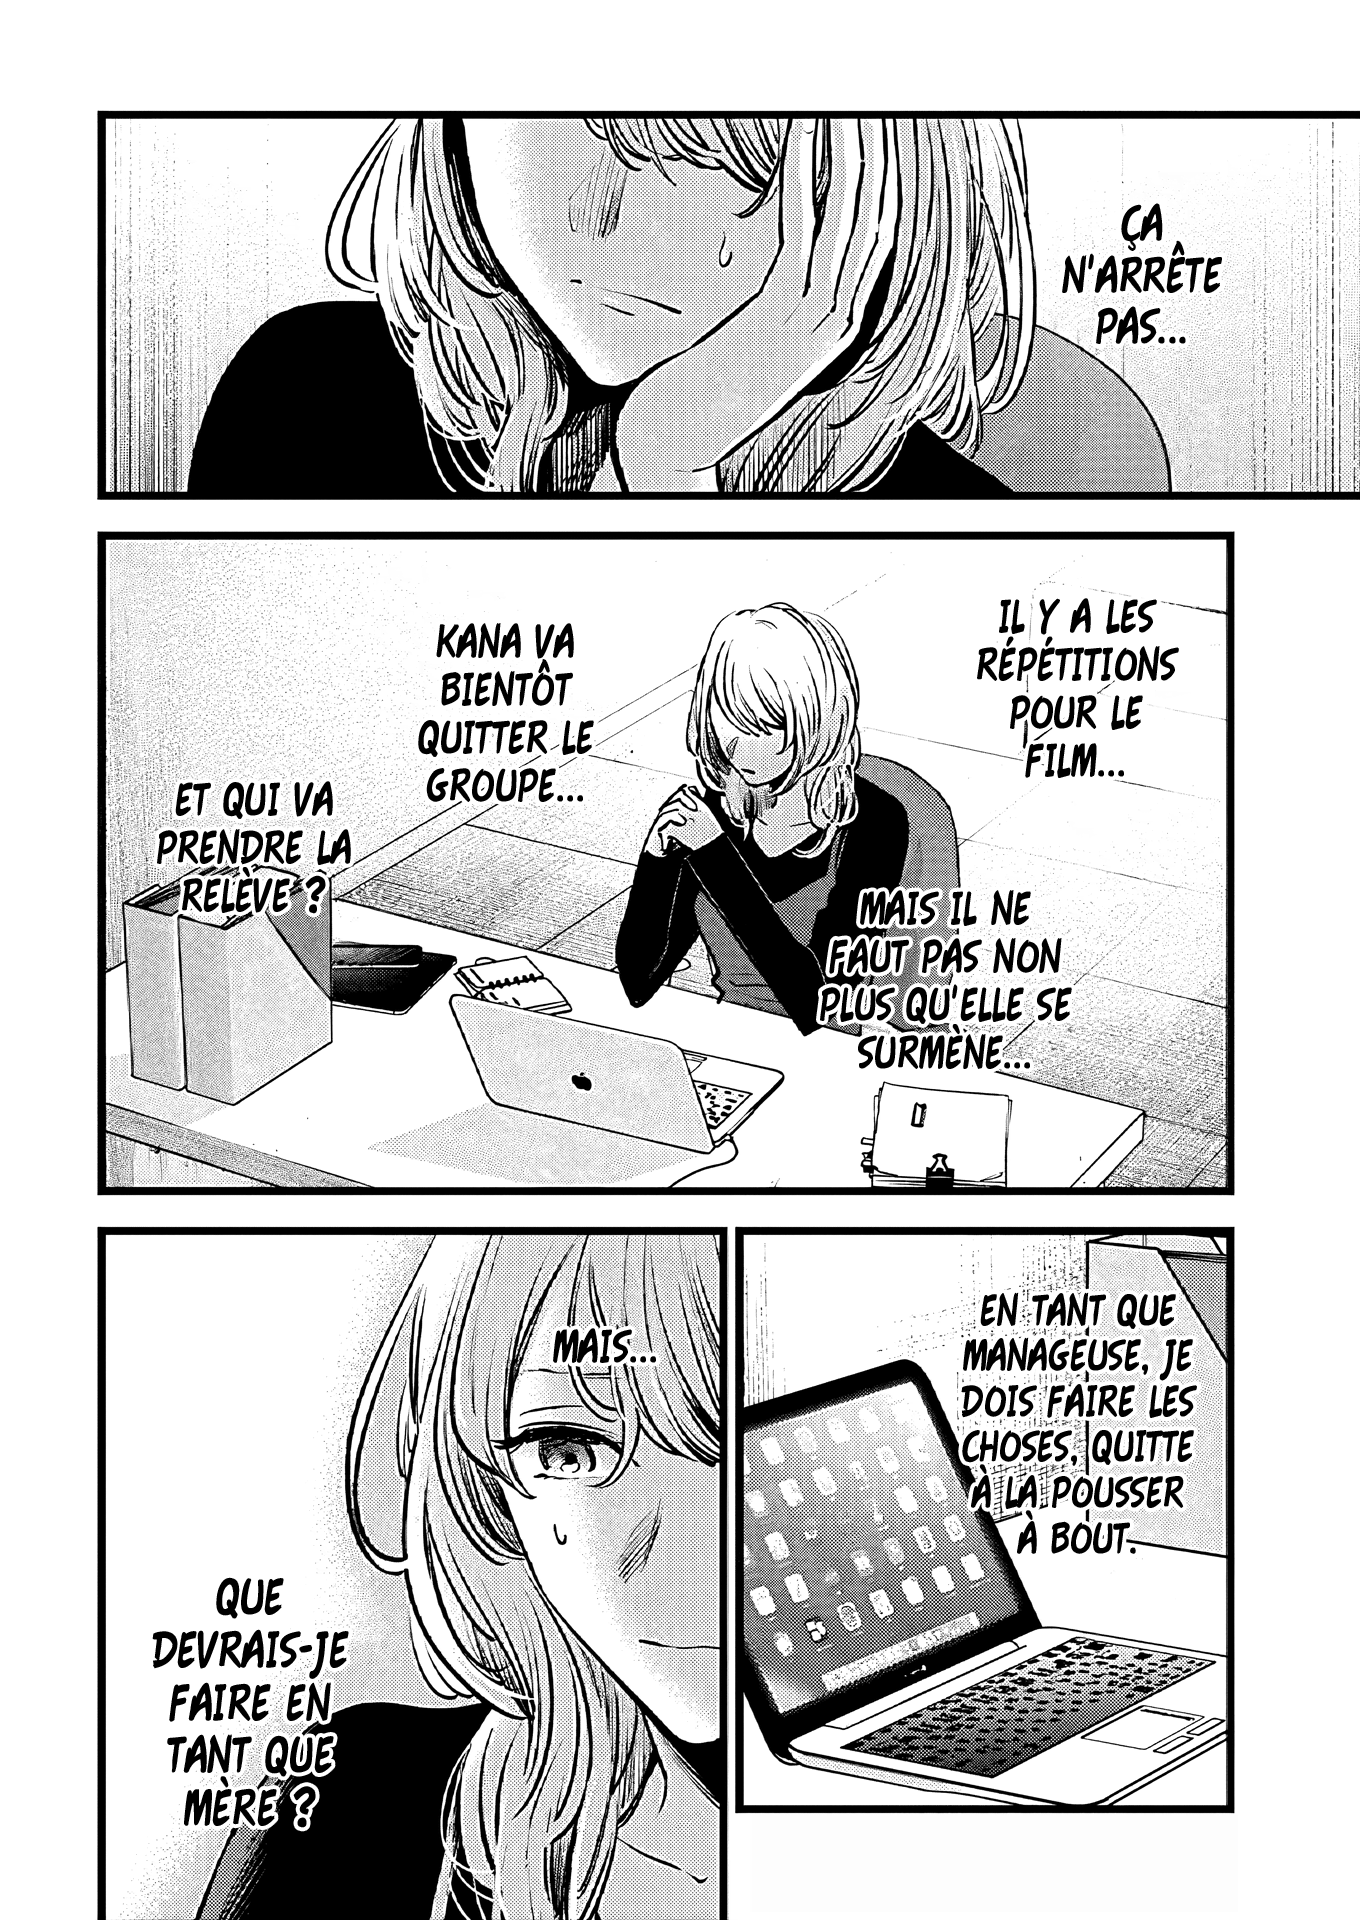 ÇA
N'ARRÊTE
PAS...
IL Y A LES
RÉPÉTITIONS
POUR LE
FILM...
KANA VA
BIENTÔT
QUITTER LE
GROUPE...
ET QUI VA
PRENDRE LA
RELÈVE ?
MAIS IL NE
FAUT PAS NON
PLUS QU'ELLE SE
SURMÈNE...
EN TANT QUE
MANAGEUSE, JE
DOIS FAIRE LES
CHOSES, QUITTE
À LA POUSSER
À BOUT.
MAIS...
QUE
DEVRAIS-JE
FAIRE EN
TANT QUE
MÈRE ?